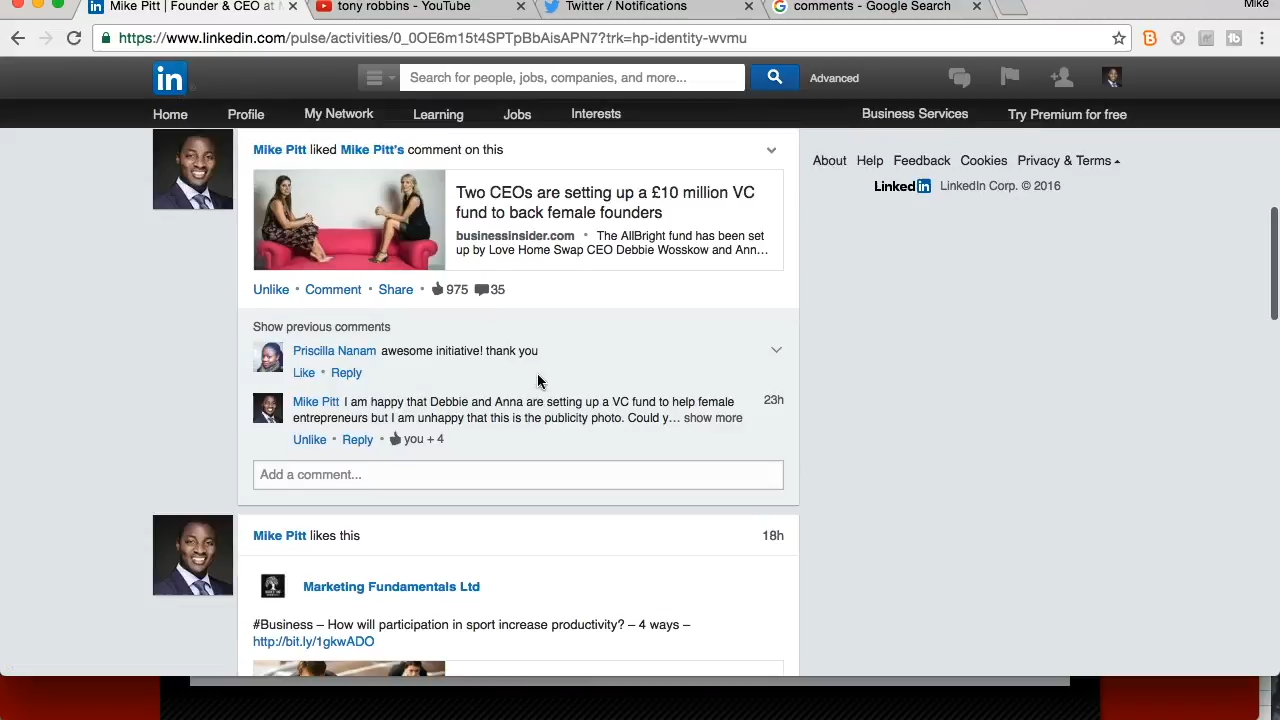 Mike Pitt | Founder & CEO at M
tony robbins - YouTube
Twitter / Notifications
comments - Google Search
Mike
https://www.linkedin.com/pulse/activities/0_0OE6m15t4SPTpBbAisAPN7?trk=hp-identity-wvmu
in
Search for people, jobs, companies, and more...
Advanced
Home
Profile
My Network
Learning
Jobs
Interests
Business Services
Try Premium for free
Mike Pitt liked Mike Pitt's comment on this
Two CEOs are setting up a £10 million VC
fund to back female founders
businessinsider.com • The AllBright fund has been set
up by Love Home Swap CEO Debbie Wosskow and Ann...
Unlike • Comment • Share • 975 35
Show previous comments
Priscilla Nanam awesome initiative! thank you
Like • Reply
Mike Pitt I am happy that Debbie and Anna are setting up a VC fund to help female
23h
entrepreneurs but I am unhappy that this is the publicity photo. Could y... show more
Unlike • Reply • you + 4
Add a comment...
Mike Pitt likes this
18h
Marketing Fundamentals Ltd
#Business – How will participation in sport increase productivity? – 4 ways –
http://bit.ly/1gkwADO
About Help Feedback Cookies Privacy & Terms
Linked in LinkedIn Corp. © 2016